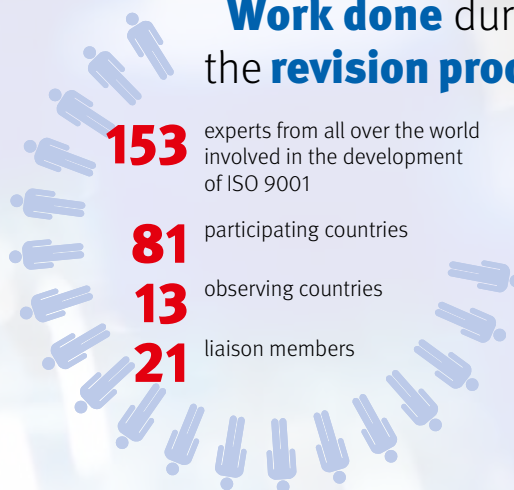 Work done
the revision
153 experts from all over the world
involved in the development
of ISO 9001
81 participating countries
13 observing countries
21 liaison members